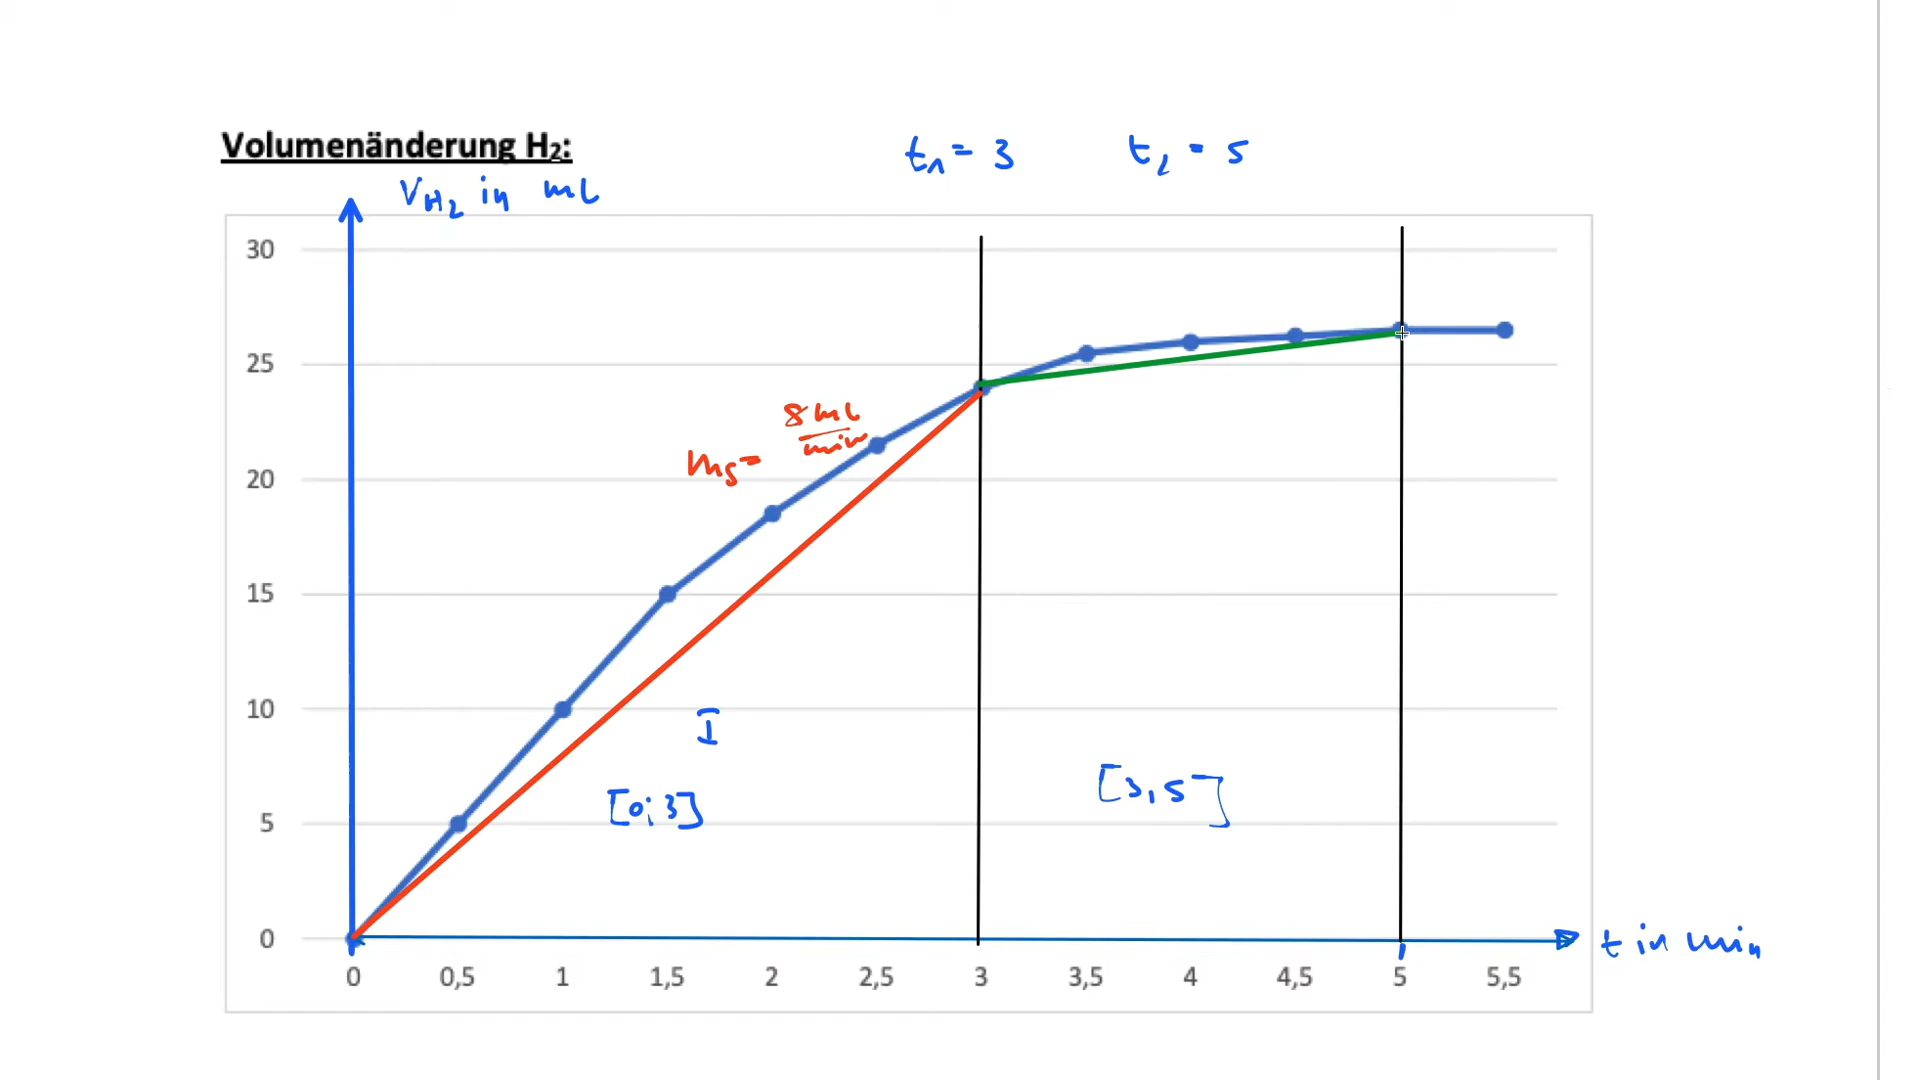 Volumenänderung H₂:
t₁ = 3
t₂ = 5
V_H₂ in ml
30
25
20
15
10
5
0
m_s = 8 ml / min
I
[0; 3]
[3, 5]
t in min
0 0,5 1 1,5 2 2,5 3 3,5 4 4,5 5 5,5